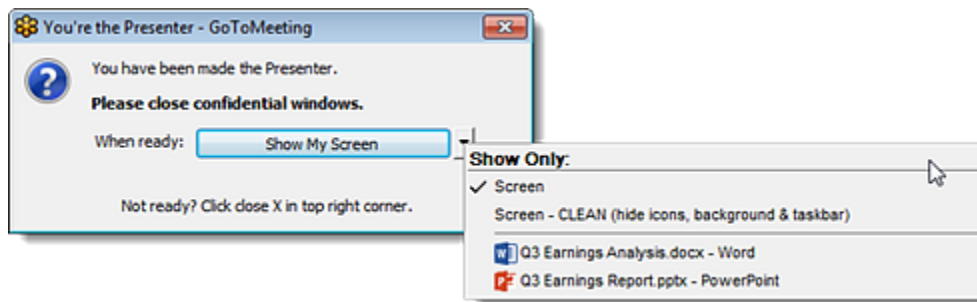 You're the Presenter - GoToMeeting
You have been made the Presenter.
Please close confidential windows.
When ready: Show My Screen
Not ready? Click close X in top right corner.
Show Only:
Screen
Screen - CLEAN (hide icons, background & taskbar)
Q3 Earnings Analysis.docx - Word
Q3 Earnings Report.pptx - PowerPoint